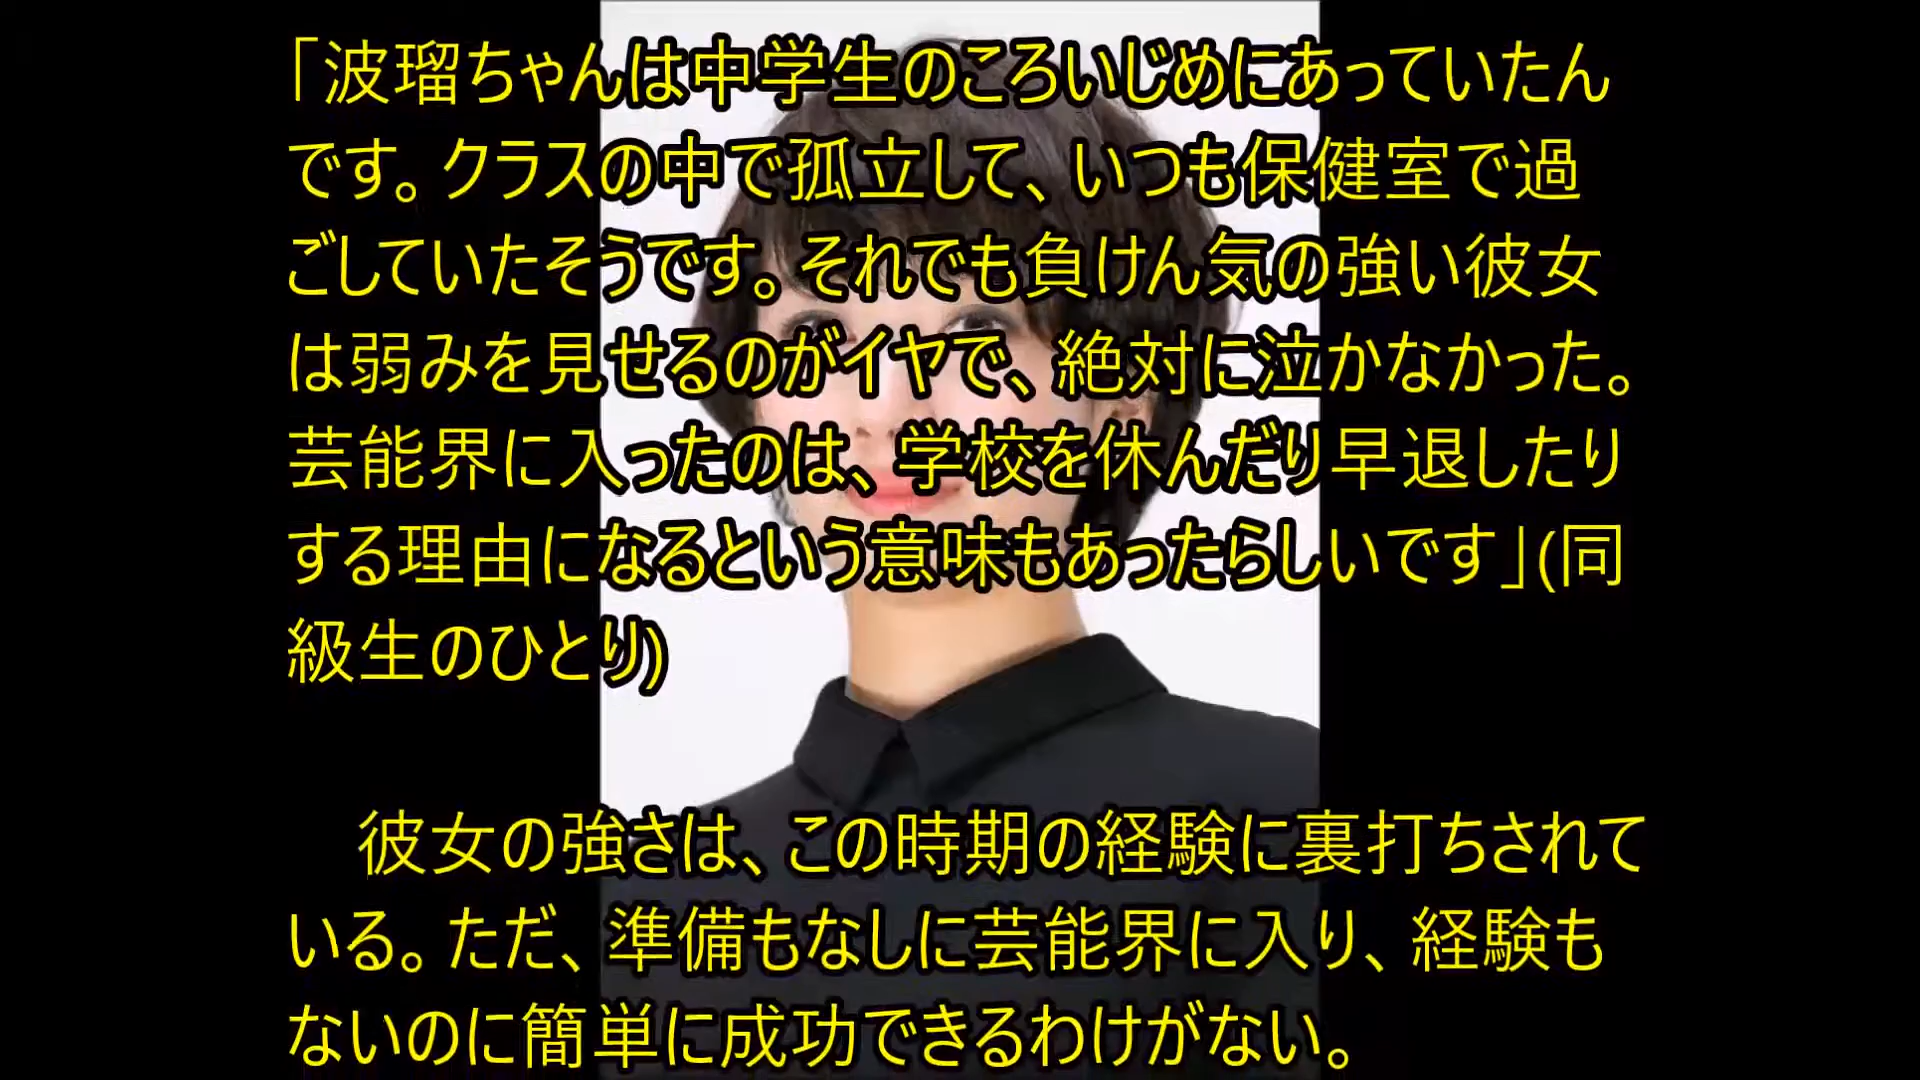 「波瑠ちゃんは中学生のころいじめにあっていたん
です。クラスの中で孤立して、いつも保健室で過
ごしていたそうです。それでも負けん気の強い彼女
は弱みを見せるのがイヤで、絶対に泣かなかった。
芸能界に入ったのは、学校を休んだり早退したり
する理由になるという意味もあったらしいです」(同
級生のひとり)
彼女の強さは、この時期の経験に裏打ちされて
いる。ただ、準備もなしに芸能界に入り、経験も
ないのに簡単に成功できるわけがない。